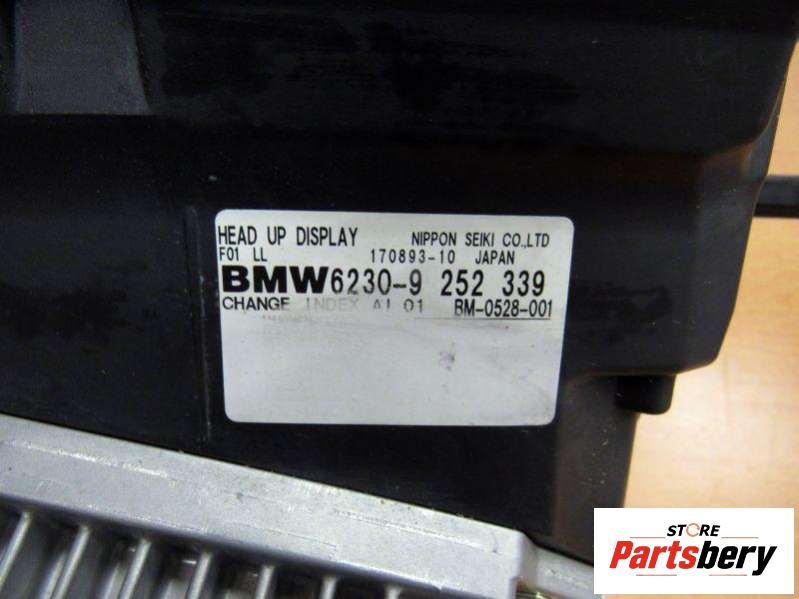 HEAD UP DISPLAY NIPPON SEIKI CO.,LTD
F01 LL 170893-10 JAPAN
BMW6230-9 252 339
CHANGE INDEX AI 01 BM-0528-001
STORE
Partsbery